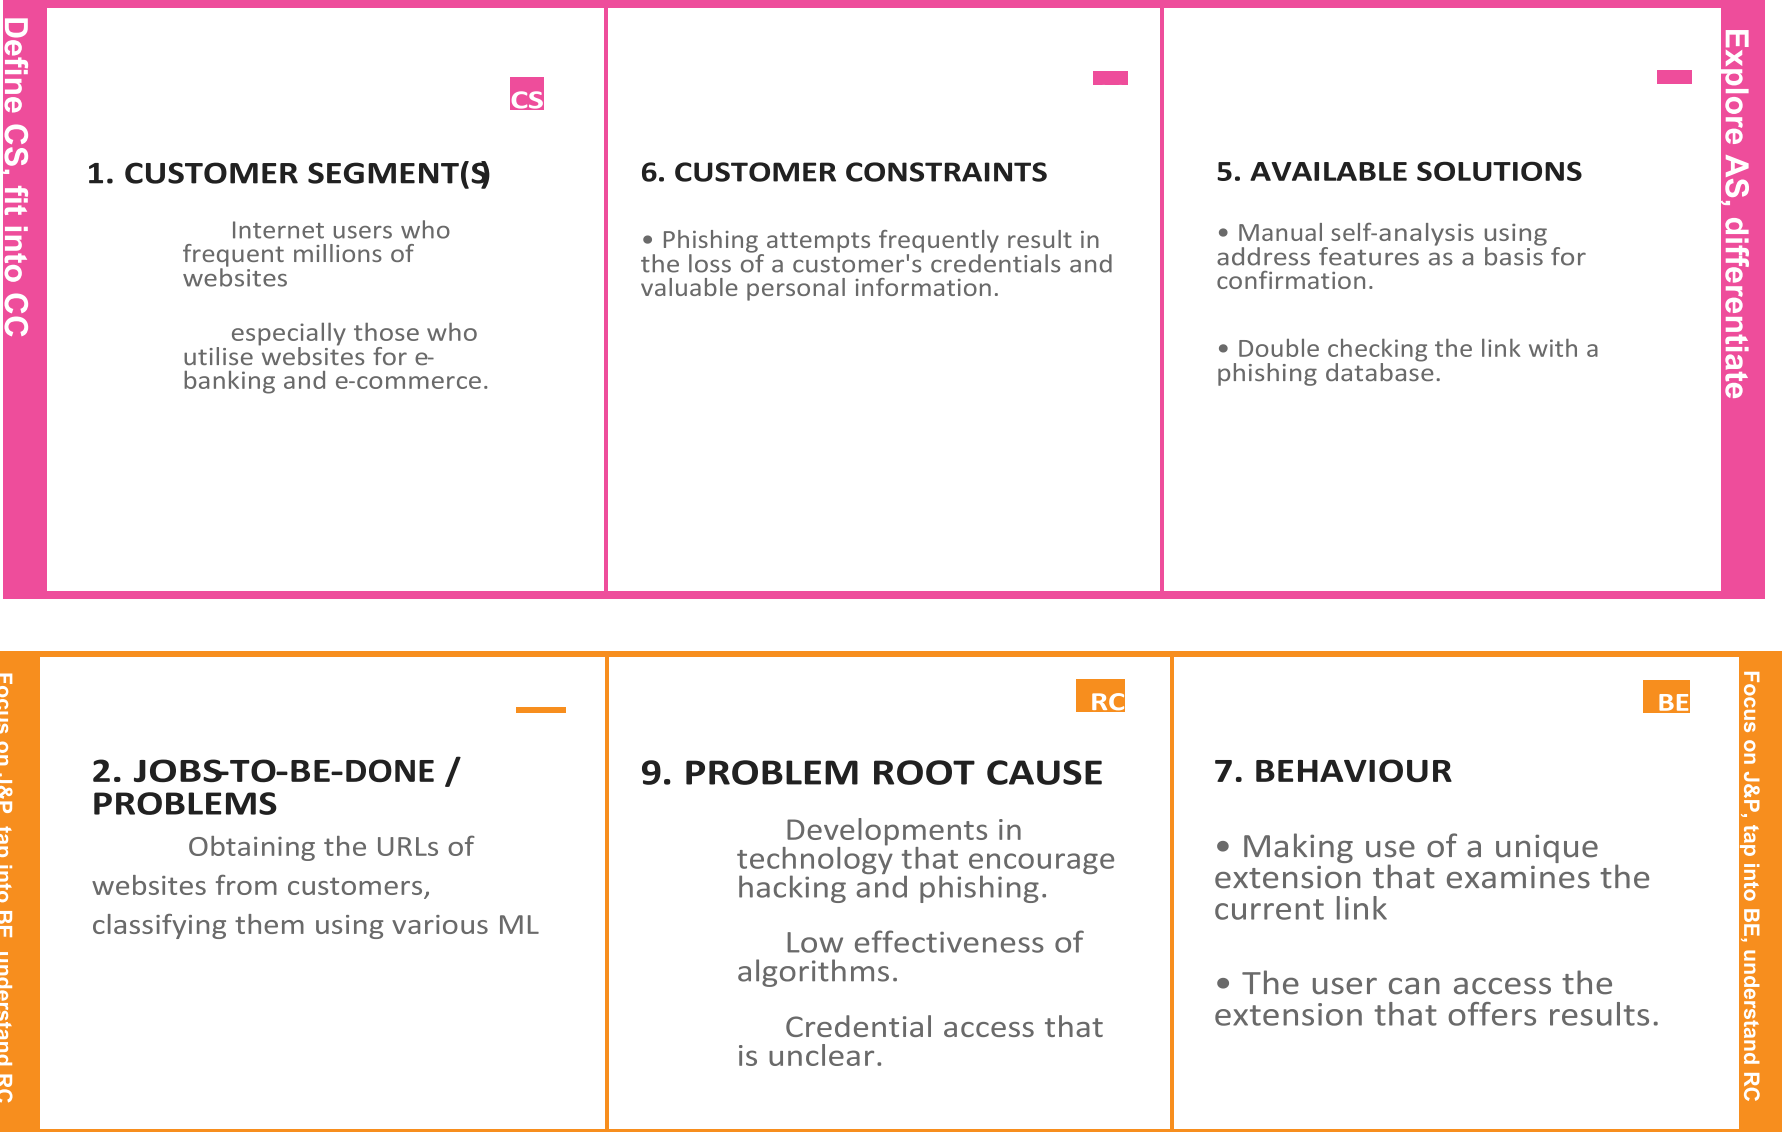 Define CS, fit into CC
CS
1. CUSTOMER SEGMENT(S)
Internet users who
frequent millions of
websites
especially those who
utilise websites for e-
banking and e-commerce.
6. CUSTOMER CONSTRAINTS
• Phishing attempts frequently result in
the loss of a customer's credentials and
valuable personal information.
5. AVAILABLE SOLUTIONS
• Manual self-analysis using
address features as a basis for
confirmation.
• Double checking the link with a
phishing database.
Explore AS, differentiate
Focus on J&P, tap into BE, understand RC
2. JOBS-TO-BE-DONE /
PROBLEMS
Obtaining the URLs of
websites from customers,
classifying them using various ML
RC
9. PROBLEM ROOT CAUSE
Developments in
technology that encourage
hacking and phishing.
Low effectiveness of
algorithms.
Credential access that
is unclear.
BE
7. BEHAVIOUR
• Making use of a unique
extension that examines the
current link
• The user can access the
extension that offers results.
Focus on J&P, tap into BE, understand RC